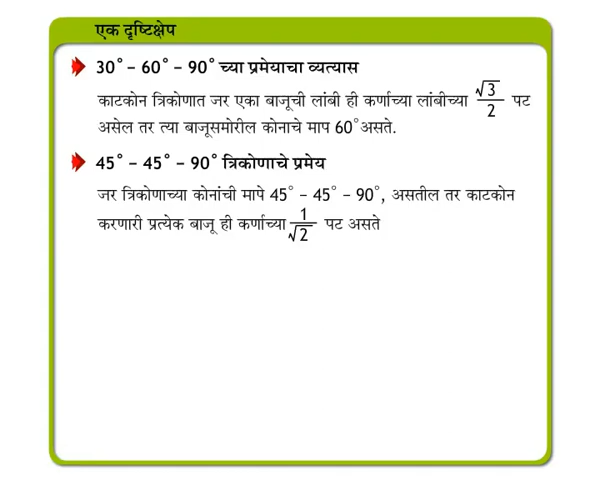 एक दृष्टिक्षेप
30° – 60° – 90° च्या प्रमेयाचा व्यत्यास
काटकोन त्रिकोणात जर एका बाजूची लांबी ही कर्णाच्या लांबीच्या √3/2 पट
असेल तर त्या बाजूसमोरील कोनाचे माप 60° असते.
45° – 45° – 90° त्रिकोणाचे प्रमेय
जर त्रिकोणाच्या कोनांची मापे 45° – 45° – 90°, असतील तर काटकोन
करणारी प्रत्येक बाजू ही कर्णाच्या 1/√2 पट असते